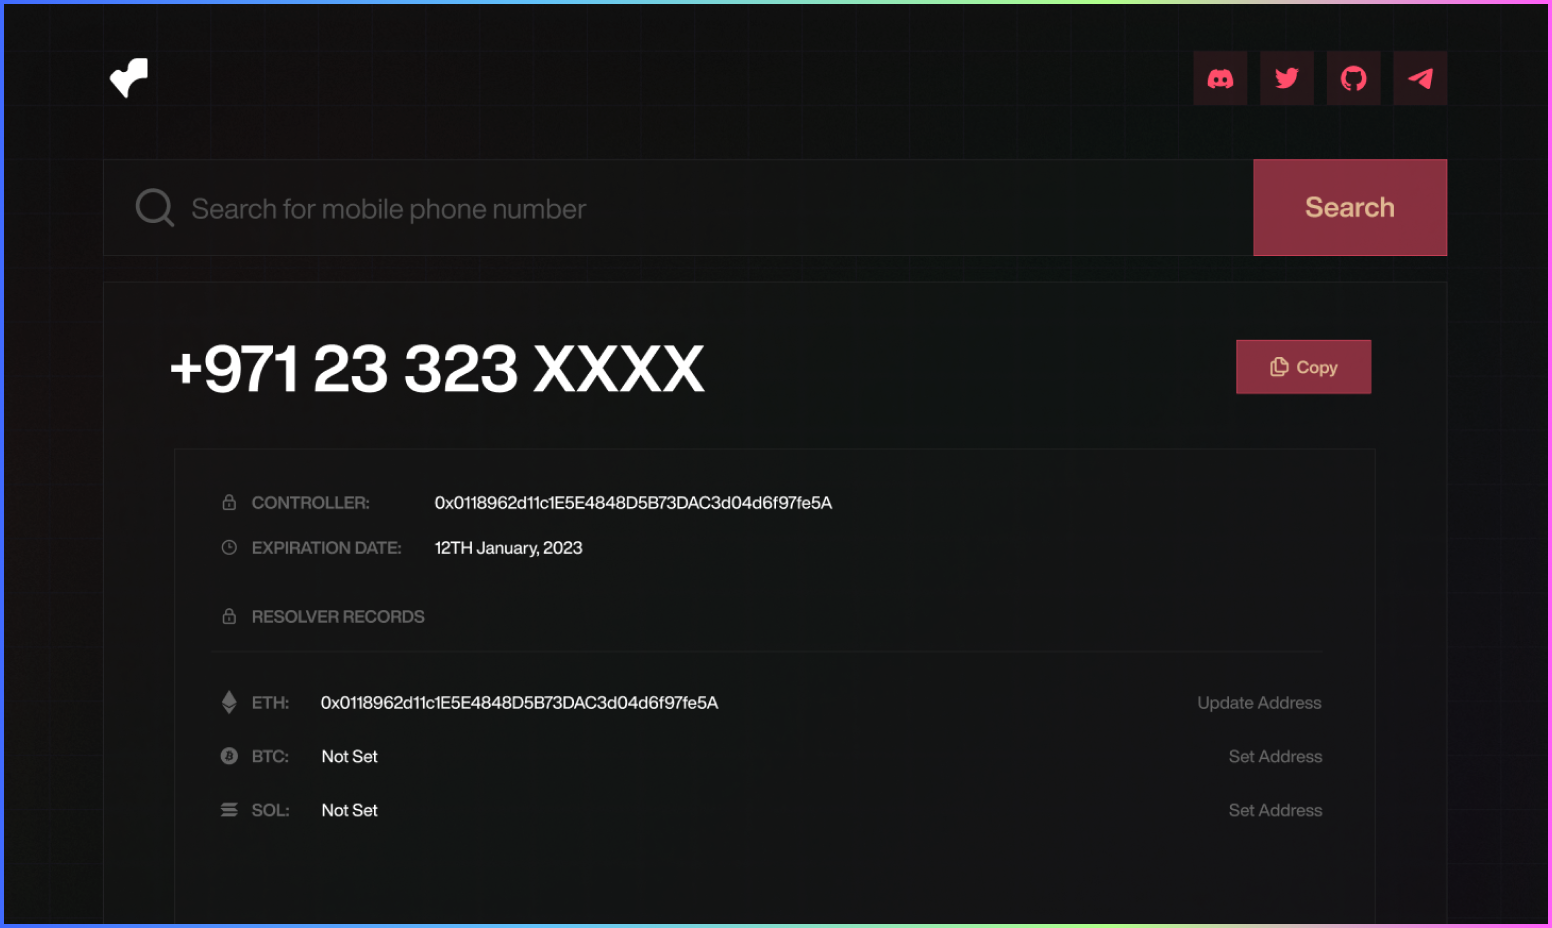 Search for mobile phone number
Search
+971 23 323 XXXX
Copy
CONTROLLER: 0x0118962d11c1E5E4848D5B73DAC3d04d6f97fe5A
EXPIRATION DATE: 12TH January, 2023
RESOLVER RECORDS
ETH: 0x0118962d11c1E5E4848D5B73DAC3d04d6f97fe5A Update Address
BTC: Not Set Set Address
SOL: Not Set Set Address